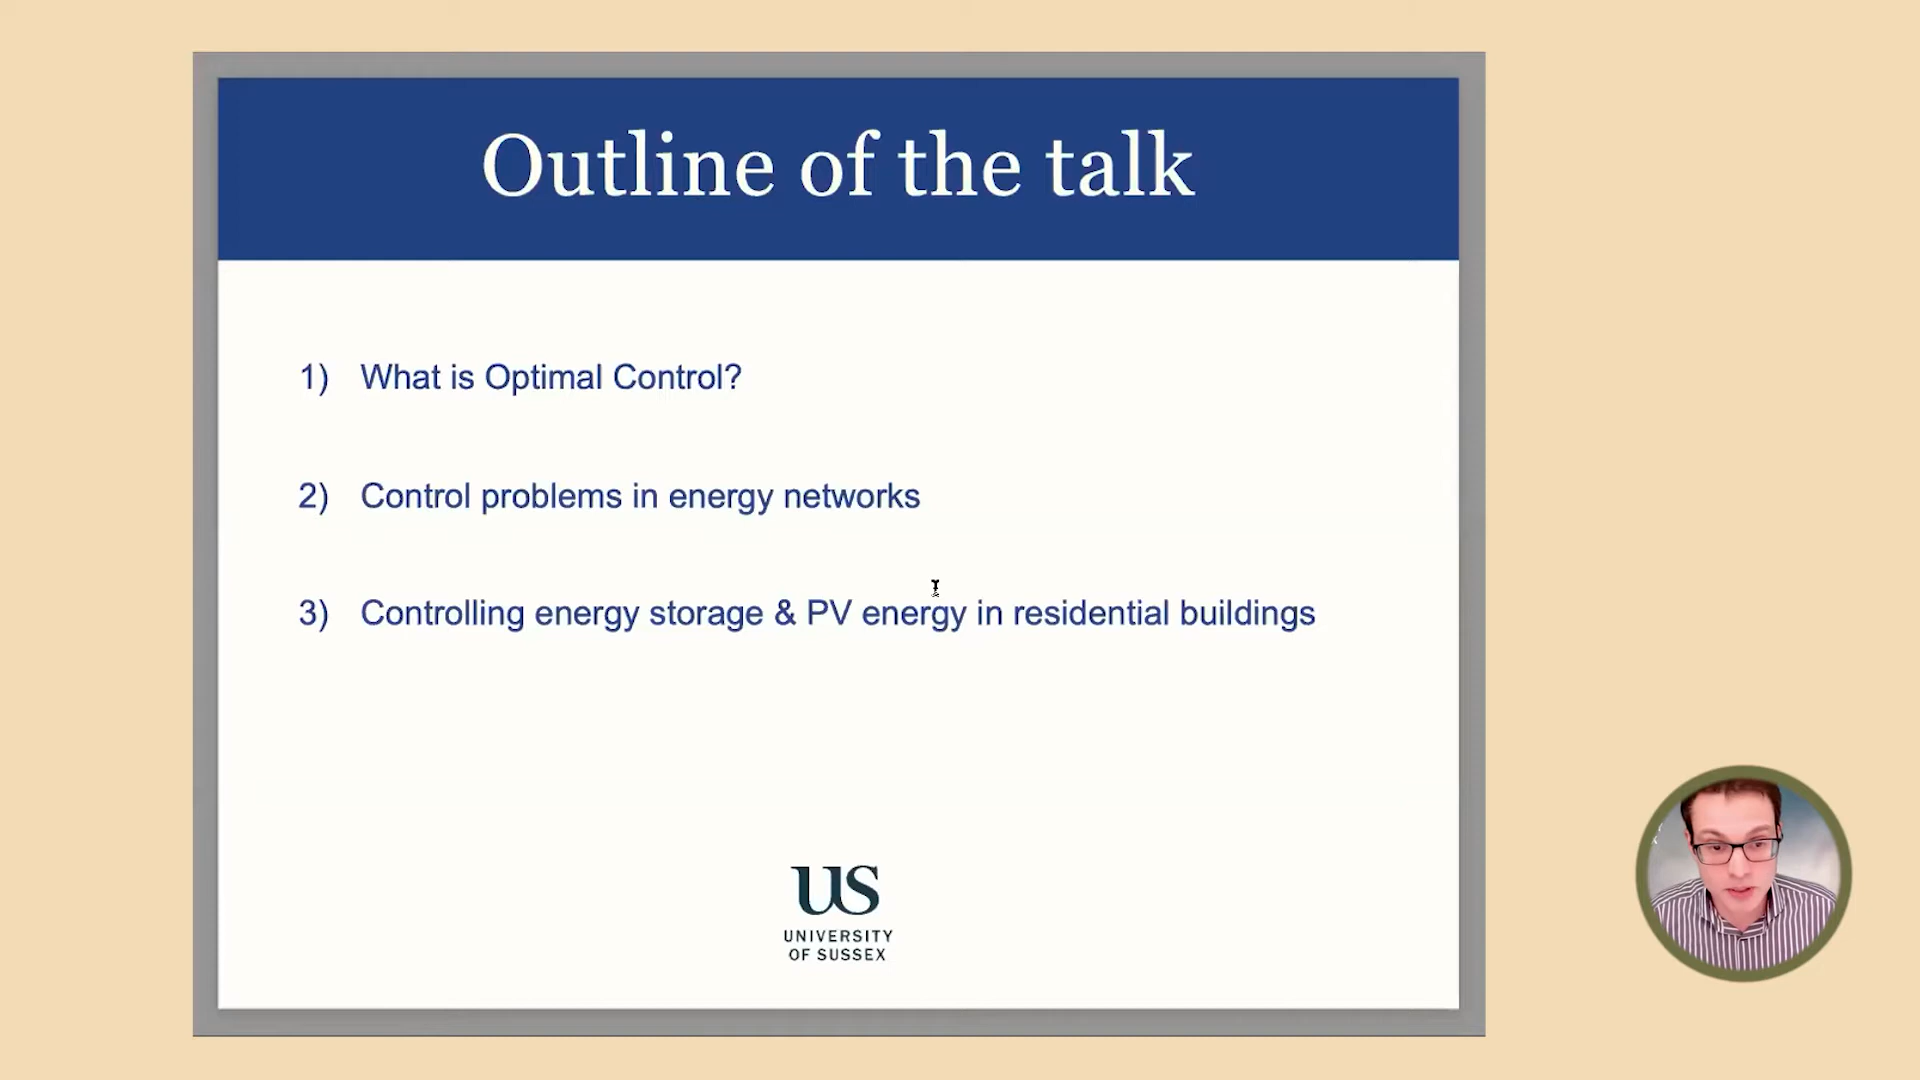 Outline of the talk
1) What is Optimal Control?
2) Control problems in energy networks
3) Controlling energy storage & PV energy in residential buildings
US
UNIVERSITY
OF SUSSEX